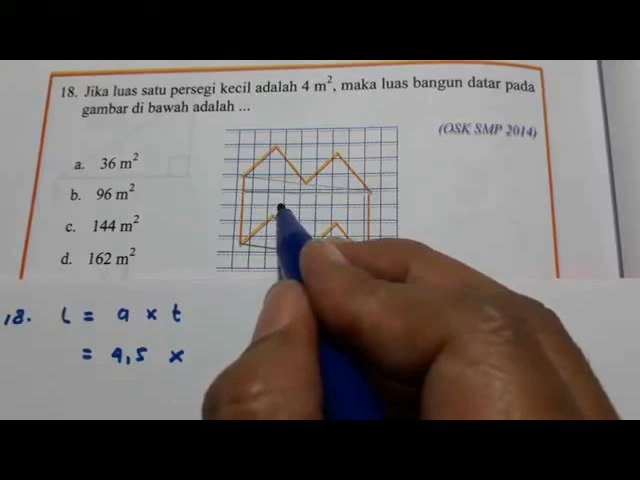 18. Jika luas satu persegi kecil adalah 4 m², maka luas bangun datar pada
gambar di bawah adalah ...
(OSK SMP 2014)
a. 36 m²
b. 96 m²
c. 144 m²
d. 162 m²
18. L = a x t
= 4,5 x